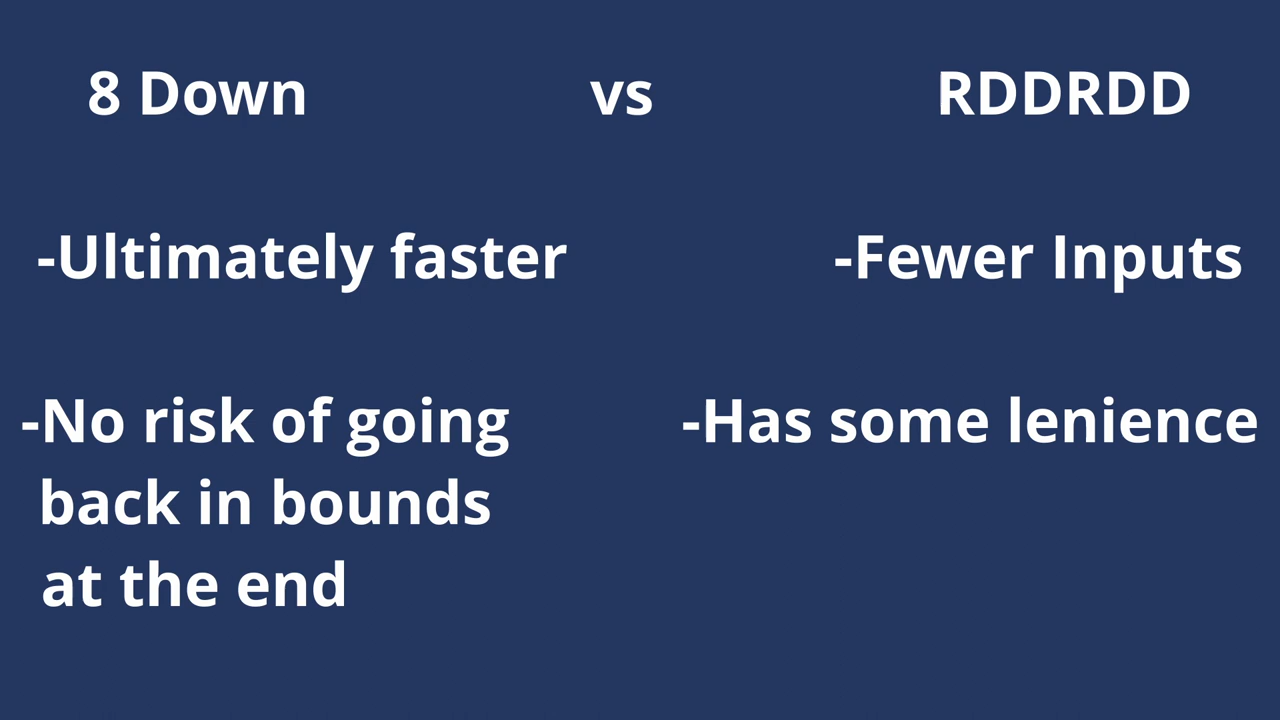 8 Down vs RDDRDD
-Ultimately faster
-Fewer Inputs
-No risk of going
back in bounds
at the end
-Has some lenience